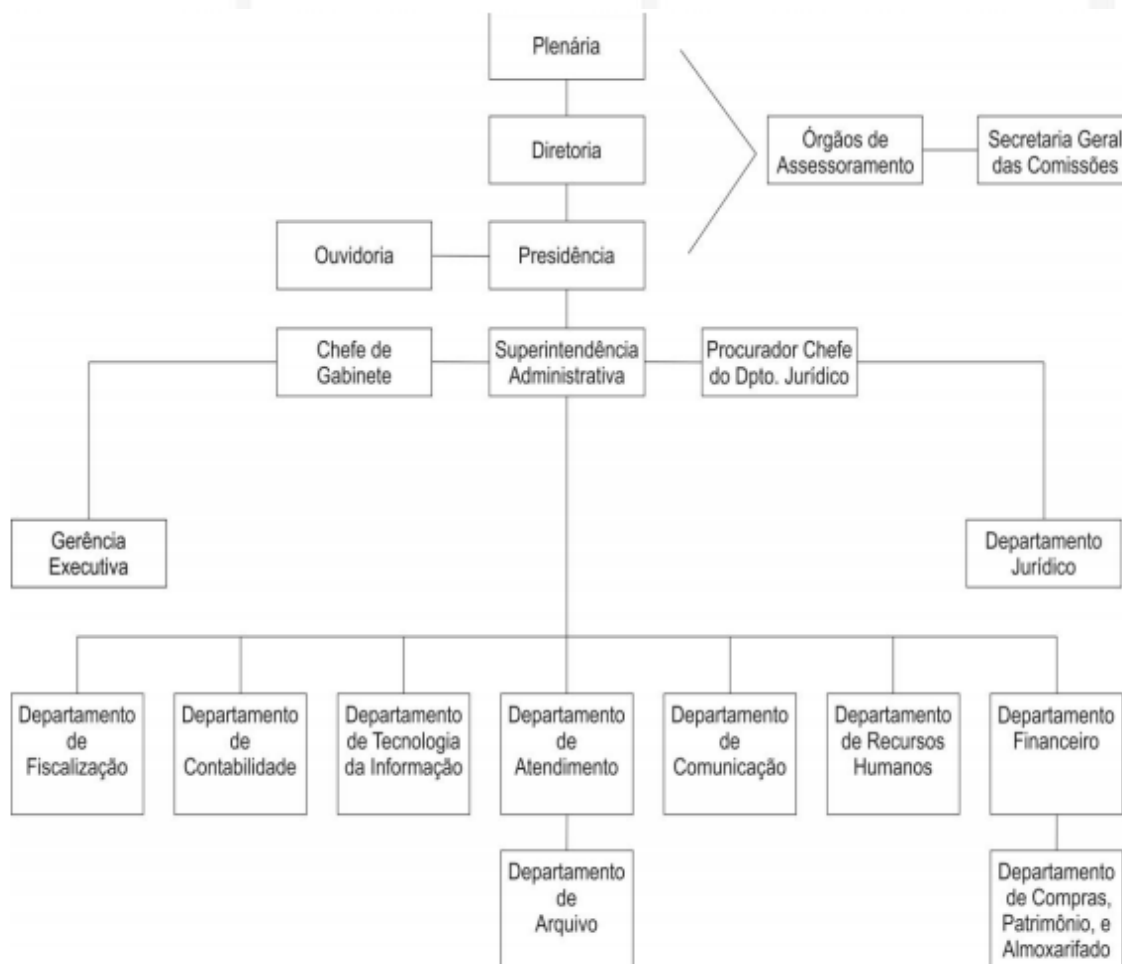 Plenária
Diretoria
Órgãos de
Assessoramento
Secretaria Geral
das Comissões
Ouvidoria
Presidência
Chefe de
Gabinete
Superintendência
Administrativa
Procurador Chefe
do Dpto. Jurídico
Gerência
Executiva
Departamento
Jurídico
Departamento
de
Fiscalização
Departamento
de
Contabilidade
Departamento
de Tecnologia
da Informação
Departamento
de
Atendimento
Departamento
de
Comunicação
Departamento
de Recursos
Humanos
Departamento
Financeiro
Departamento
de
Arquivo
Departamento
de Compras,
Patrimônio, e
Almoxarifado